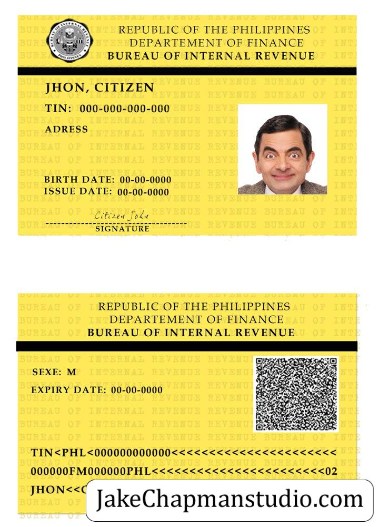 REPUBLIC OF THE PHILIPPINES
DEPARTEMENT OF FINANCE
BUREAU OF INTERNAL REVENUE
JHON, CITIZEN
TIN: 000-000-000-000
ADRESS
BIRTH DATE: 00-00-0000
ISSUE DATE: 00-00-0000
Citizen John
SIGNATURE
REPUBLIC OF THE PHILIPPINES
DEPARTEMENT OF FINANCE
BUREAU OF INTERNAL REVENUE
SEXE: M
EXPIRY DATE: 00-00-0000
TIN<PHL<000000000000<<<<<<<<<<<<<<<<<<<<<<<
000000FM000000PHL<<<<<<<<<<<<<<<<<<<<<<<02
JHON<<C
JakeChapmanstudio.com